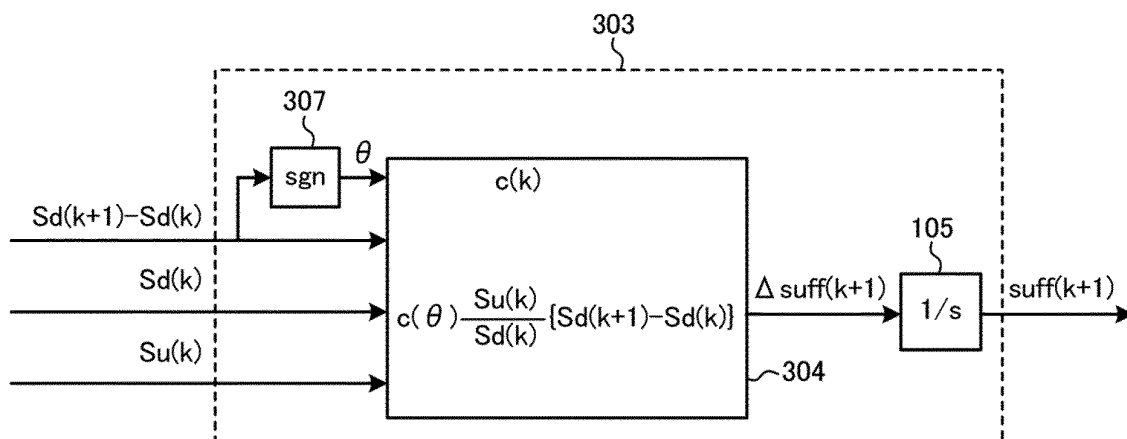 303
307
θ
sgn
c(k)
Sd(k+1)-Sd(k)
105
Sd(k)
Δsuff(k+1)
suff(k+1)
c(θ) Su(k)/Sd(k) {Sd(k+1)-Sd(k)}
1/s
Su(k)
304